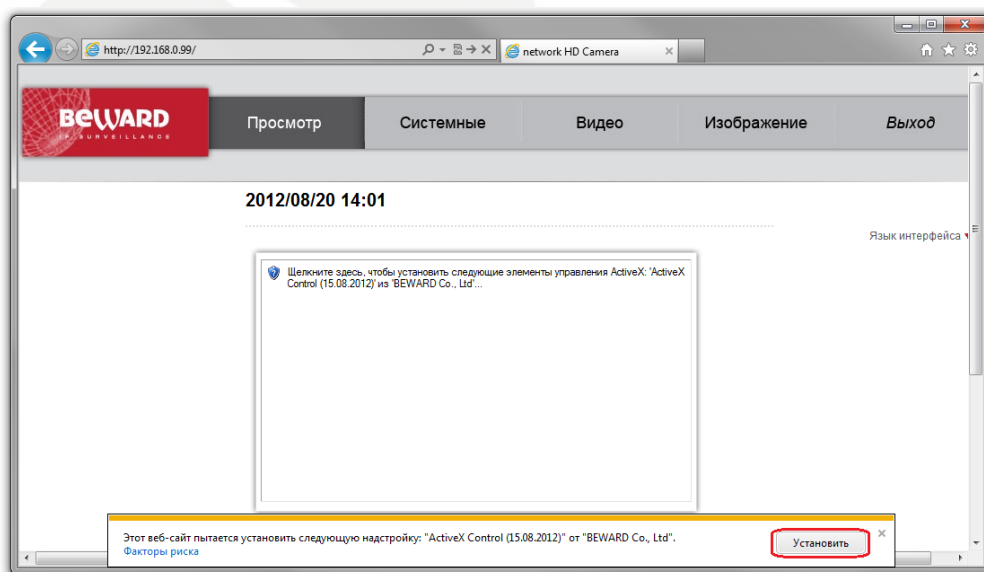 http://192.168.0.99/
network HD Camera
BEWARD
IP SURVEILLANCE
Просмотр
Системные
Видео
Изображение
Выход
2012/08/20 14:01
Язык интерфейса
Щелкните здесь, чтобы установить следующие элементы управления ActiveX: 'ActiveX
Control (15.08.2012)' из 'BEWARD Co., Ltd'...
Этот веб-сайт пытается установить следующую надстройку: "ActiveX Control (15.08.2012)" от "BEWARD Co., Ltd".
Факторы риска
Установить